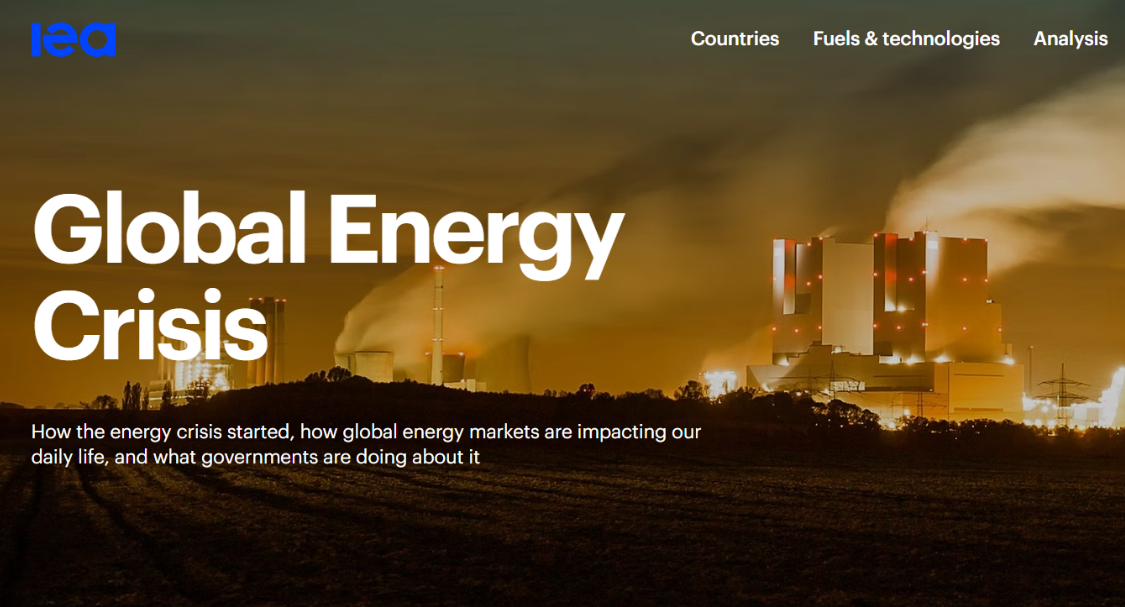 iea
Countries
Fuels & technologies
Analysis
Global Energy
Crisis
How the energy crisis started, how global energy markets are impacting our
daily life, and what governments are doing about it